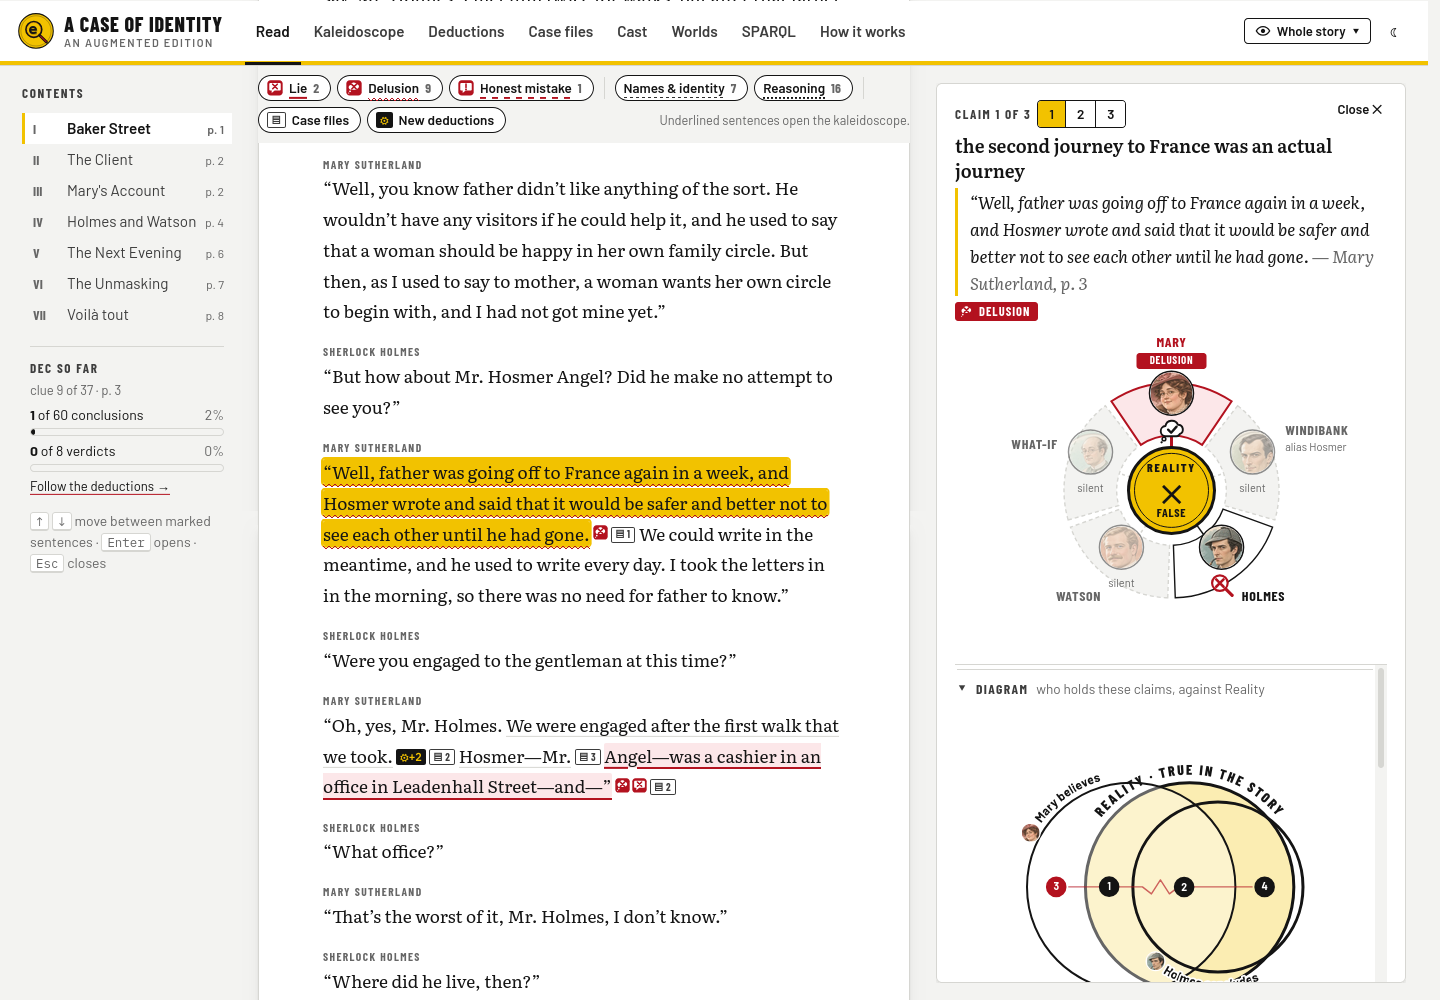 A CASE OF IDENTITY
AN AUGMENTED EDITION
Read
Kaleidoscope
Deductions
Case files
Cast
Worlds
SPARQL
How it works
Whole story ▾
CONTENTS
I Baker Street p. 1
II The Client p. 2
III Mary's Account p. 2
IV Holmes and Watson p. 4
V The Next Evening p. 6
VI The Unmasking p. 7
VII Voilà tout p. 8
DEC SO FAR
clue 9 of 37 · p. 3
1 of 60 conclusions 2%
0 of 8 verdicts 0%
Follow the deductions →
↑ ↓ move between marked
sentences · Enter opens ·
Esc closes
Lie 2
Delusion 9
Honest mistake 1
Names & identity 7
Reasoning 16
Case files
New deductions
Underlined sentences open the kaleidoscope.
MARY SUTHERLAND
“Well, you know father didn’t like anything of the sort. He
wouldn’t have any visitors if he could help it, and he used to say
that a woman should be happy in her own family circle. But
then, as I used to say to mother, a woman wants her own circle
to begin with, and I had not got mine yet.”
SHERLOCK HOLMES
“But how about Mr. Hosmer Angel? Did he make no attempt to
see you?”
MARY SUTHERLAND
“Well, father was going off to France again in a week, and
Hosmer wrote and said that it would be safer and better not to
see each other until he had gone. 1 We could write in the
meantime, and he used to write every day. I took the letters in
in the morning, so there was no need for father to know.”
SHERLOCK HOLMES
“Were you engaged to the gentleman at this time?”
MARY SUTHERLAND
“Oh, yes, Mr. Holmes. We were engaged after the first walk that
we took. +2 2 Hosmer—Mr. 3 Angel—was a cashier in an
office in Leadenhall Street—and—” 2
SHERLOCK HOLMES
“What office?”
MARY SUTHERLAND
“That’s the worst of it, Mr. Holmes, I don’t know.”
SHERLOCK HOLMES
“Where did he live, then?”
CLAIM 1 OF 3 1 2 3
Close ✕
the second journey to France was an actual
journey
“Well, father was going off to France again in a week,
and Hosmer wrote and said that it would be safer and
better not to see each other until he had gone. — Mary
Sutherland, p. 3
DELUSION
MARY
DELUSION
WHAT-IF
silent
WINDIBANK
alias Hosmer
silent
REALITY
FALSE
WATSON
silent
HOLMES
▾ DIAGRAM who holds these claims, against Reality
Mary believes
REALITY · TRUE IN THE STORY
3
1
2
4